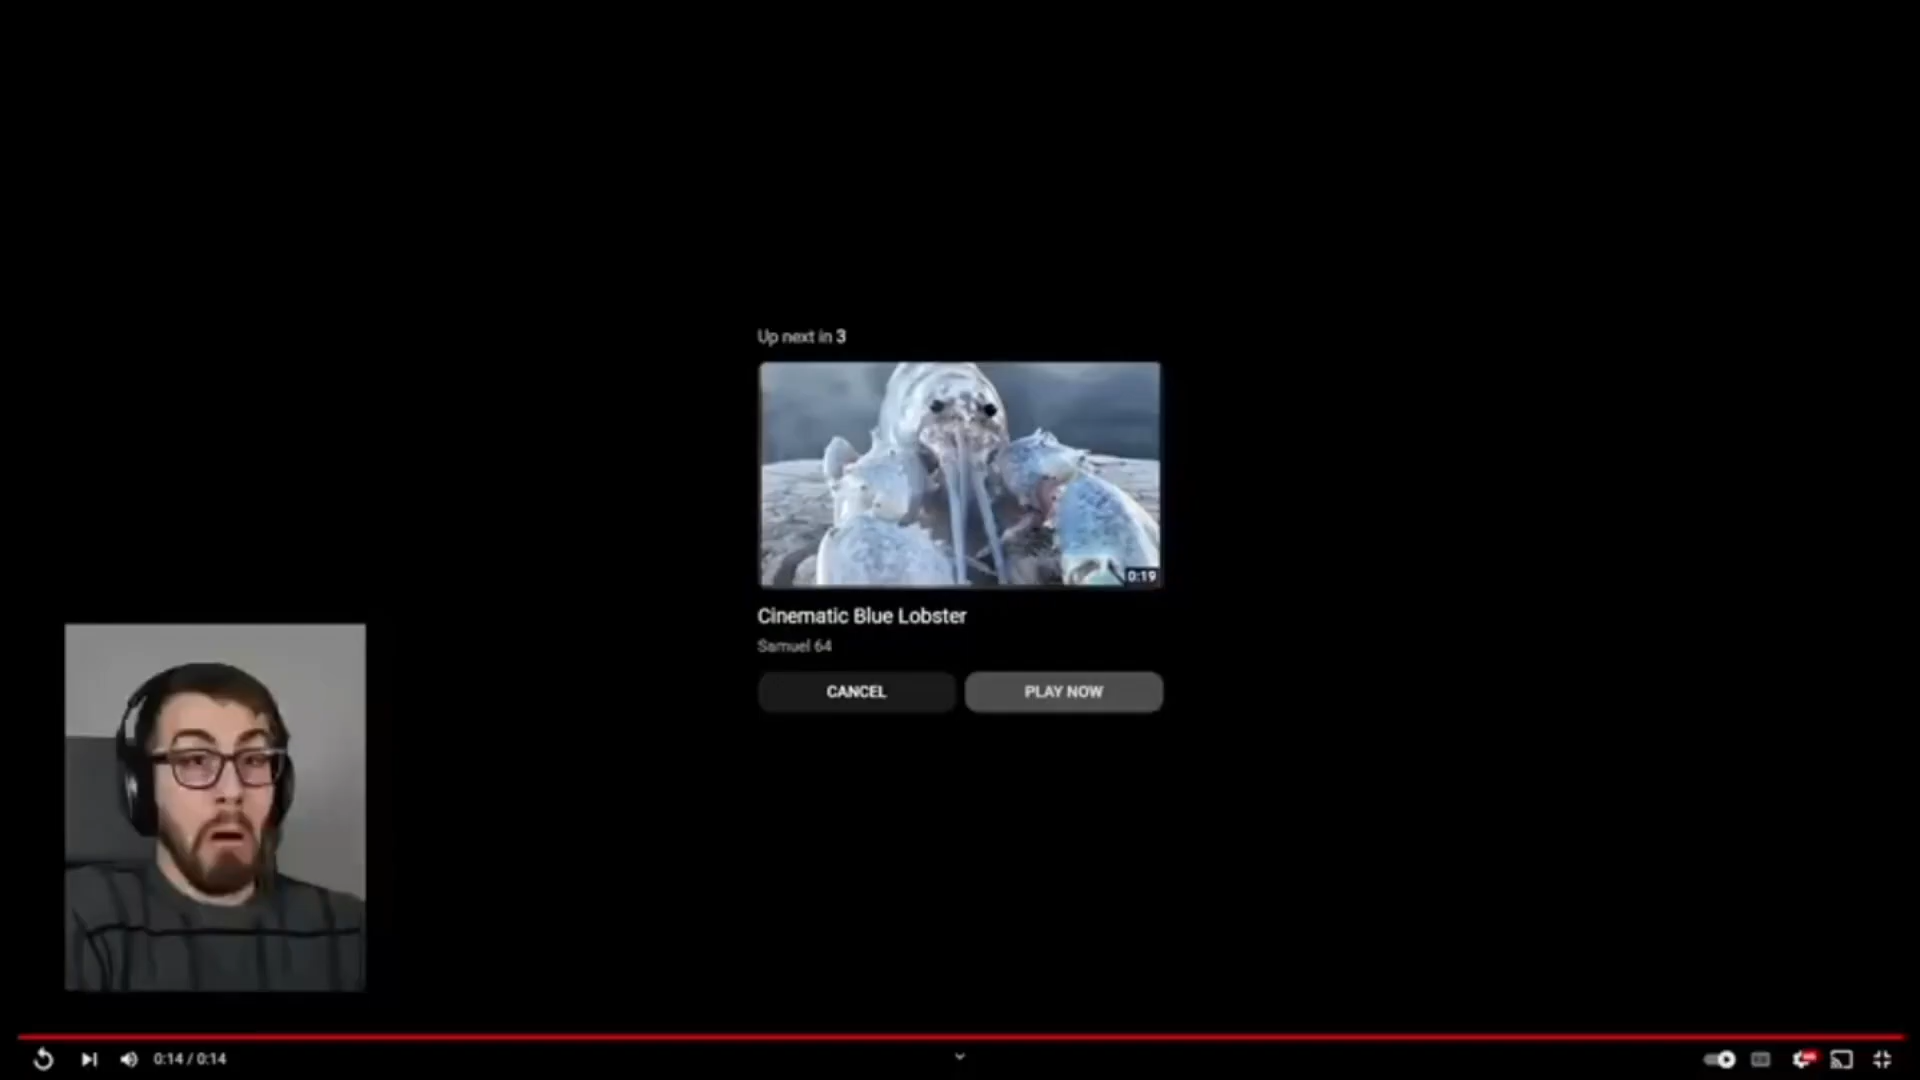 Up next in 3
0:19
Cinematic Blue Lobster
Samuel 64
CANCEL
PLAY NOW
0:14 / 0:14